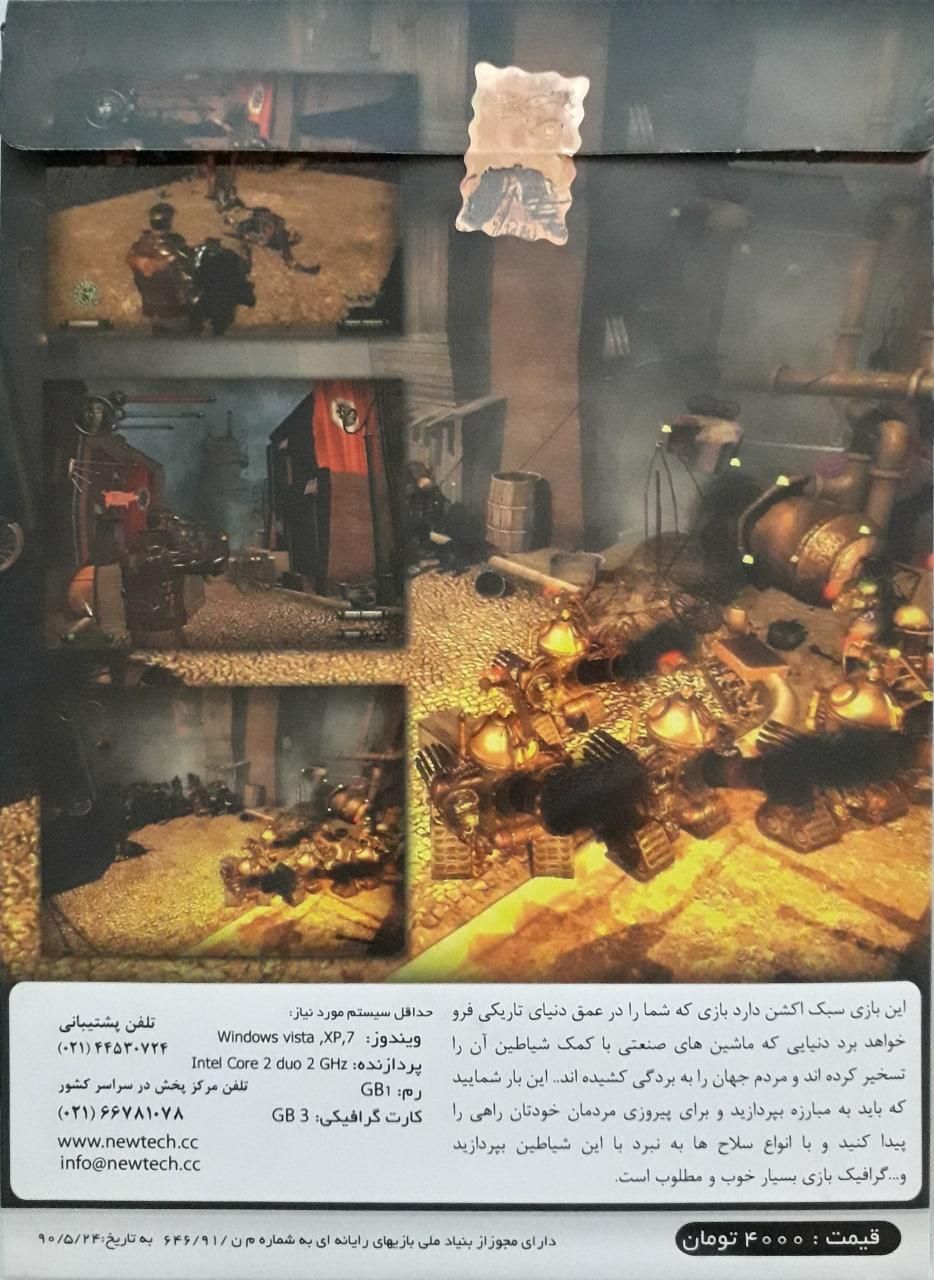 این بازی سبک اکشن دارد بازی که شما را در عمق دنیای تاریکی فرو
خواهد برد دنیایی که ماشین های صنعتی با کمک شیاطین آن را
تسخیر کرده اند و مردم جهان را به بردگی کشیده اند.. این بار شمایید
که باید به مبارزه بپردازید و برای پیروزی مردمان خودتان راهی را
پیدا کنید و با انواع سلاح ها به نبرد با این شیاطین بپردازید
و...گرافیک بازی بسیار خوب و مطلوب است.
حداقل سیستم مورد نیاز:
ویندوز: Windows vista ,XP,7
پردازنده: Intel Core 2 duo 2 GHz
رم: GB۱
کارت گرافیکی: GB 3
تلفن پشتیبانی
(۰۲۱) ۴۴۵۳۰۷۲۴
تلفن مرکز پخش در سراسر کشور
(۰۲۱) ۶۶۷۸۱۰۷۸
www.newtech.cc
info@newtech.cc
قیمت : ۴۰۰۰ تومان
دارای مجوزاز بنیاد ملی بازیهای رایانه ای به شماره م ن /۶۴۶/۹۱ به تاریخ:۹۰/۵/۲۴